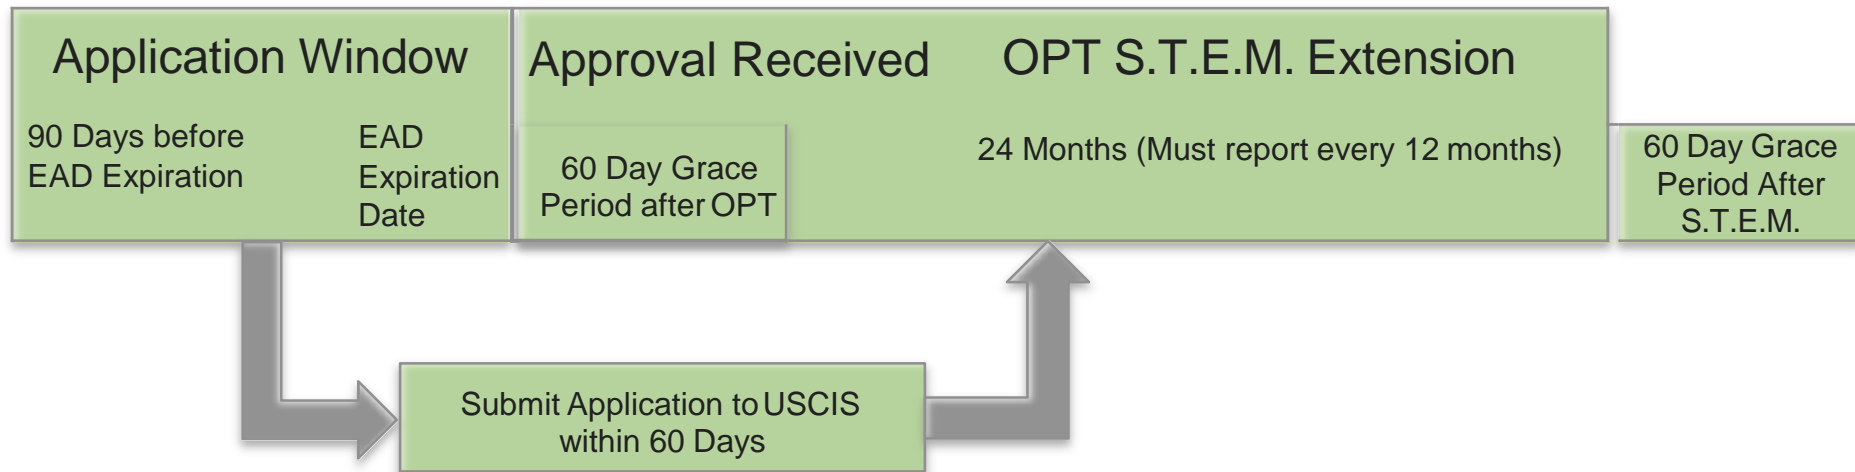 Application Window
90 Days before
EAD Expiration
EAD
Expiration
Date
Approval Received
60 Day Grace
Period after OPT
OPT S.T.E.M. Extension
24 Months (Must report every 12 months)
60 Day Grace
Period After
S.T.E.M.
Submit Application to USCIS
within 60 Days